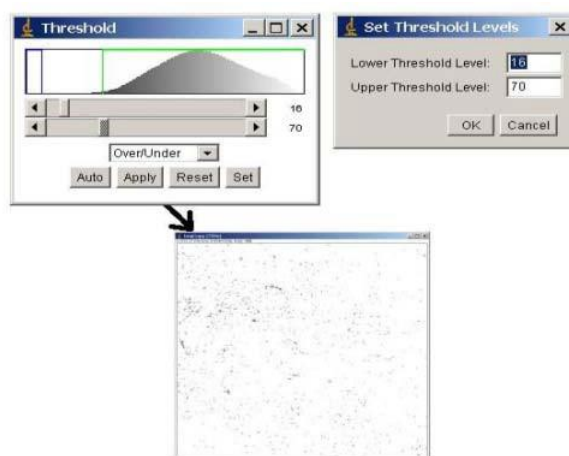 Threshold
16
70
Over/Under
Auto Apply Reset Set
Set Threshold Levels
Lower Threshold Level: 16
Upper Threshold Level: 70
OK Cancel